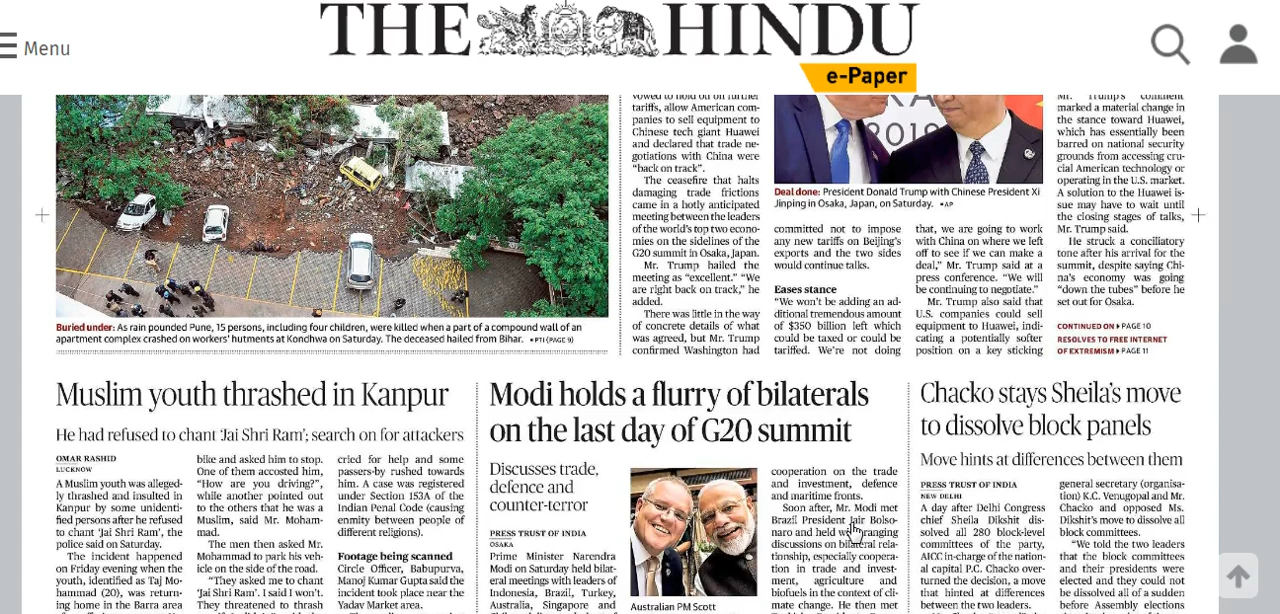 THE HINDU
Menu
e-Paper
Buried under: As rain pounded Pune, 15 persons, including four children, were killed when a part of a compound wall of an
apartment complex crashed on workers' hutments at Kondhwa on Saturday. The deceased hailed from Bihar. •PTI (PAGE 9)
vowed to hold off on further
tariffs, allow American com-
panies to sell equipment to
Chinese tech giant Huawei
and declared that trade ne-
gotiations with China were
“back on track”.
The ceasefire that halts
damaging trade frictions
came in a hotly anticipated
meeting between the leaders
of the world's top two econo-
mies on the sidelines of the
G20 summit in Osaka, Japan.
Mr. Trump hailed the
meeting as “excellent.” “We
are right back on track,” he
added.
There was little in the way
of concrete details of what
was agreed, but Mr. Trump
confirmed Washington had
2019
Deal done: President Donald Trump with Chinese President Xi
Jinping in Osaka, Japan, on Saturday. •AP
committed not to impose
any new tariffs on Beijing's
exports and the two sides
would continue talks.
Eases stance
“We won't be adding an ad-
ditional tremendous amount
of $350 billion left which
could be taxed or could be
tariffed. We're not doing
that, we are going to work
with China on where we left
off to see if we can make a
deal,” Mr. Trump said at a
press conference. “We will
be continuing to negotiate.”
Mr. Trump also said that
U.S. companies could sell
equipment to Huawei, indi-
cating a potentially softer
position on a key sticking
Mr. Trump's comment
marked a material change in
the stance toward Huawei,
which has essentially been
barred on national security
grounds from accessing cru-
cial American technology or
operating in the U.S. market.
A solution to the Huawei is-
sue may have to wait until
the closing stages of talks,
Mr. Trump said.
He struck a conciliatory
tone after his arrival for the
summit, despite saying Chi-
na's economy was going
“down the tubes” before he
set out for Osaka.
CONTINUED ON ▸ PAGE 10
RESOLVES TO FREE INTERNET
OF EXTREMISM ▸ PAGE 11
Muslim youth thrashed in Kanpur
He had refused to chant ‘Jai Shri Ram’; search on for attackers
OMAR RASHID
LUCKNOW
A Muslim youth was alleged-
ly thrashed and insulted in
Kanpur by some unidenti-
fied persons after he refused
to chant ‘Jai Shri Ram’, the
police said on Saturday.
The incident happened
on Friday evening when the
youth, identified as Taj Mo-
hammad (20), was return-
ing home in the Barra area
bike and asked him to stop.
One of them accosted him,
“How are you driving?”,
while another pointed out
to the others that he was a
Muslim, said Mr. Moham-
mad.
The men then asked Mr.
Mohammad to park his veh-
icle on the side of the road.
“They asked me to chant
‘Jai Shri Ram’. I said I won't.
They threatened to thrash
cried for help and some
passers-by rushed towards
him. A case was registered
under Section 153A of the
Indian Penal Code (causing
enmity between people of
different religions).
Footage being scanned
Circle Officer, Babupurva,
Manoj Kumar Gupta said the
incident took place near the
Yadav Market area.
Modi holds a flurry of bilaterals
on the last day of G20 summit
Discusses trade,
defence and
counter-terror
PRESS TRUST OF INDIA
OSAKA
Prime Minister Narendra
Modi on Saturday held bilat-
eral meetings with leaders of
Indonesia, Brazil, Turkey,
Australia, Singapore and
Australian PM Scott
cooperation on the trade
and investment, defence
and maritime fronts.
Soon after, Mr. Modi met
Brazil President Jair Bolso-
naro and held wide-ranging
discussions on bilateral re-
lationship, especially cooper-
ation in trade and invest-
ment, agriculture and
biofuels in the context of cli-
mate change. He then met
Chacko stays Sheila's move
to dissolve block panels
Move hints at differences between them
PRESS TRUST OF INDIA
NEW DELHI
A day after Delhi Congress
chief Sheila Dikshit dis-
solved all 280 block-level
committees of the party,
AICC in-charge of the nation-
al capital P.C. Chacko over-
turned the decision, a move
that hinted at differences
between the two leaders.
general secretary (organisa-
tion) K.C. Venugopal and Mr.
Chacko and opposed Ms.
Dikshit's move to dissolve all
block committees.
“We told the two leaders
that the block committees
and their presidents were
elected and they could not
be dissolved all of a sudden
before Assembly elections